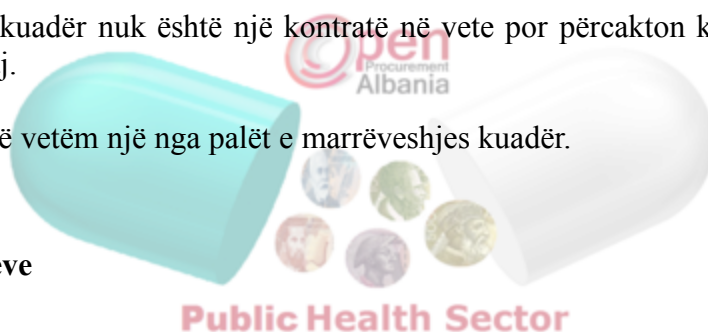 kuadër nuk është një kontratë në vete por përcakton k
j.
Open
Procurement
Albania
ë vetëm një nga palët e marrëveshjes kuadër.
eve
Public Health Sector